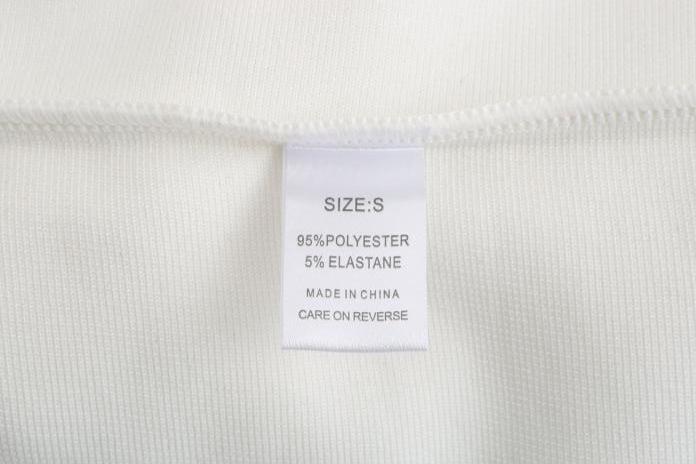 SIZE:S
95%POLYESTER
5% ELASTANE
MADE IN CHINA
CARE ON REVERSE